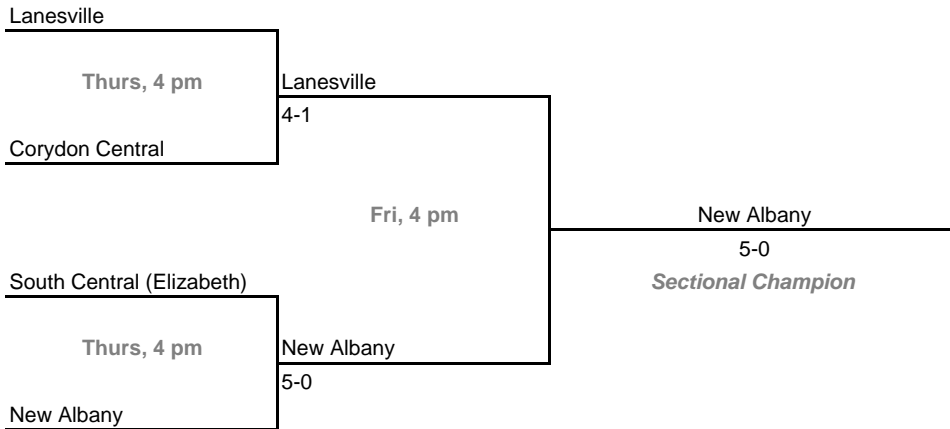 Lanesville
Thurs, 4 pm
Lanesville
4-1
Corydon Central
Fri, 4 pm
New Albany
5-0
South Central (Elizabeth)
Sectional Champion
Thurs, 4 pm
New Albany
5-0
New Albany